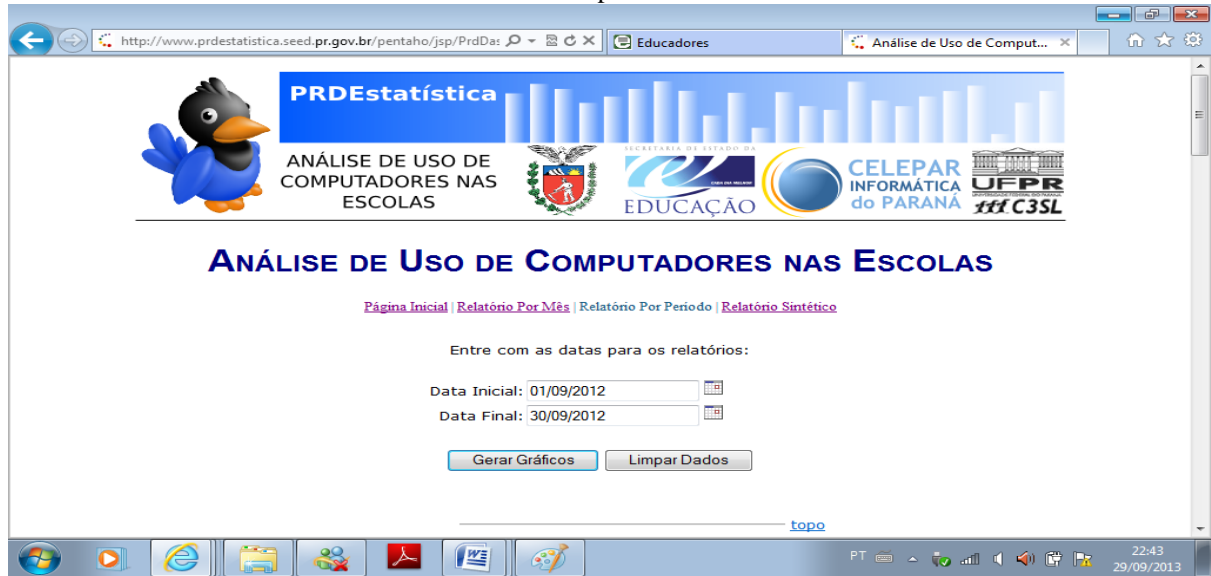 http://www.prdestatistica.seed.pr.gov.br/pentaho/jsp/PrdDas
Educadores
Análise de Uso de Comput...
PRDEstatística
ANÁLISE DE USO DE
COMPUTADORES NAS
ESCOLAS
SECRETARIA DE ESTADO DA
EDUCAÇÃO
CELEPAR
INFORMÁTICA
do PARANÁ
UFPR
C3SL
Análise de Uso de Computadores nas Escolas
Página Inicial | Relatório Por Mês | Relatório Por Período | Relatório Sintético
Entre com as datas para os relatórios:
Data Inicial: 01/09/2012
Data Final: 30/09/2012
Gerar Gráficos Limpar Dados
topo
PT
22:43
29/09/2013